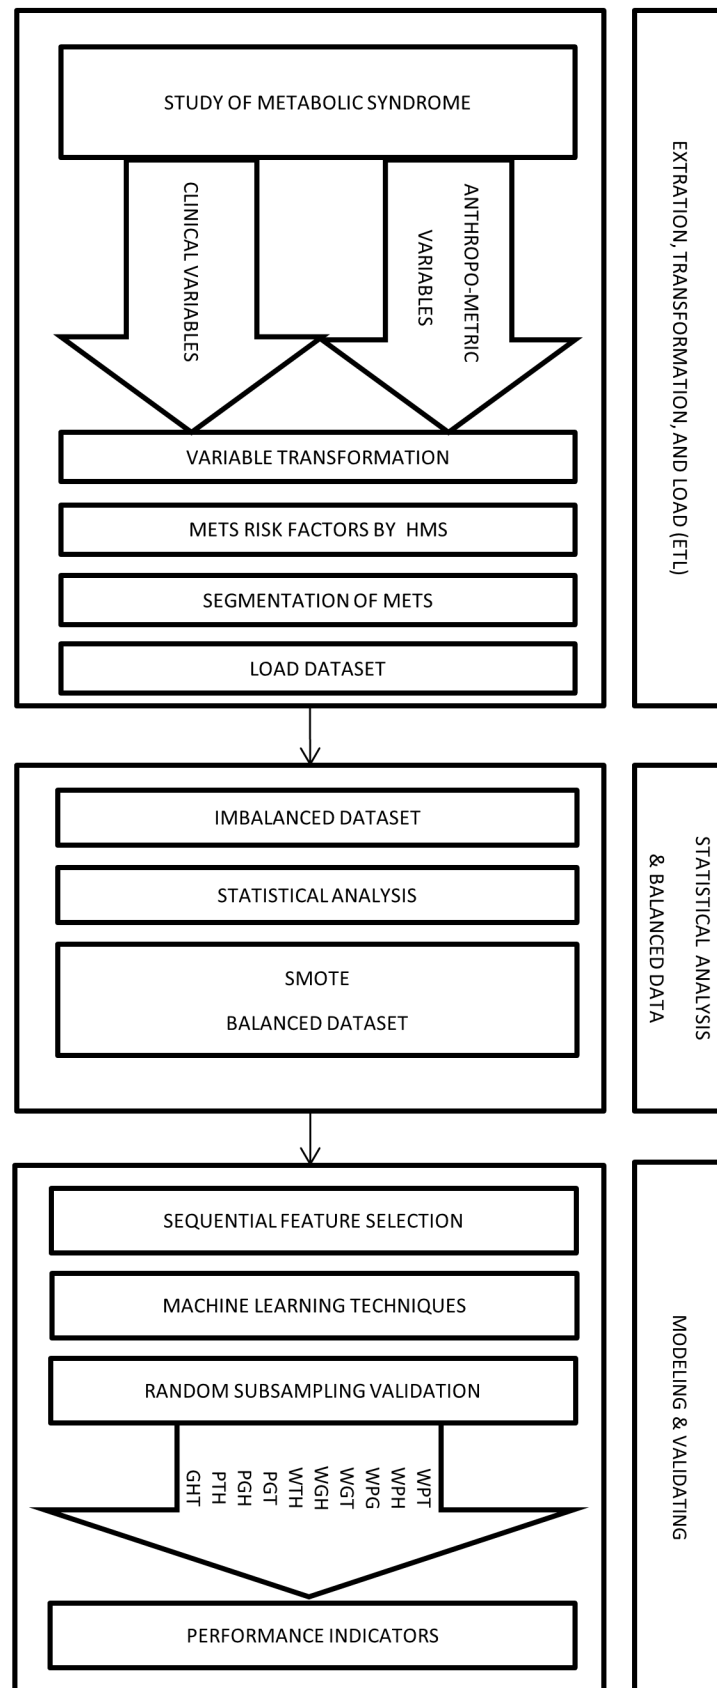 STUDY OF METABOLIC SYNDROME
CLINICAL VARIABLES
ANTHROPO-METRIC
VARIABLES
VARIABLE TRANSFORMATION
METS RISK FACTORS BY HMS
SEGMENTATION OF METS
LOAD DATASET
EXTRATION, TRANSFORMATION, AND LOAD (ETL)
IMBALANCED DATASET
STATISTICAL ANALYSIS
SMOTE
BALANCED DATASET
STATISTICAL ANALYSIS
& BALANCED DATA
SEQUENTIAL FEATURE SELECTION
MACHINE LEARNING TECHNIQUES
RANDOM SUBSAMPLING VALIDATION
WPT
WPH
WPG
WGT
WGH
WTH
PGT
PGH
PTH
GHT
PERFORMANCE INDICATORS
MODELING & VALIDATING